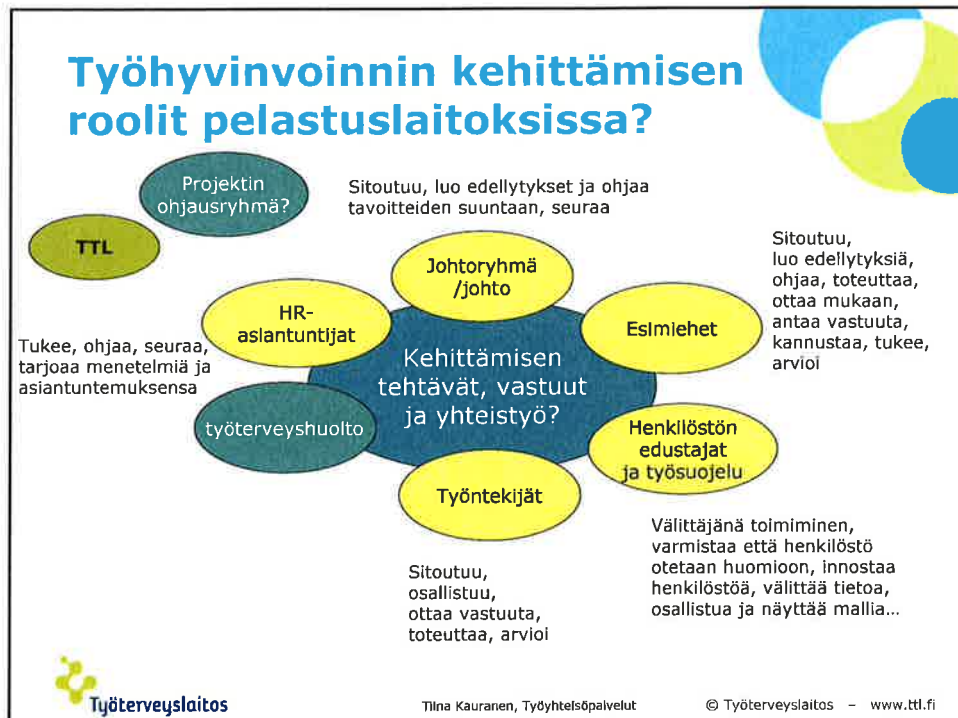 Työhyvinvoinnin kehittämisen
roolit pelastuslaitoksissa?
Projektin
ohjausryhmä?
TTL
Sitoutuu, luo edellytykset ja ohjaa
tavoitteiden suuntaan, seuraa
Johtoryhmä
/johto
HR-
asiantuntijat
Esimiehet
Sitoutuu,
luo edellytyksiä,
ohjaa, toteuttaa,
ottaa mukaan,
antaa vastuuta,
kannustaa, tukee,
arvioi
Tukee, ohjaa, seuraa,
tarjoaa menetelmiä ja
asiantuntemuksensa
Kehittämisen
tehtävät, vastuut
ja yhteistyö?
työterveyshuolto
Henkilöstön
edustajat
ja työsuojelu
Työntekijät
Sitoutuu,
osallistuu,
ottaa vastuuta,
toteuttaa, arvioi
Välittäjänä toimiminen,
varmistaa että henkilöstö
otetaan huomioon, innostaa
henkilöstöä, välittää tietoa,
osallistua ja näyttää mallia...
Työterveyslaitos
Tiina Kauranen, Työyhteisöpalvelut
© Työterveyslaitos – www.ttl.fi